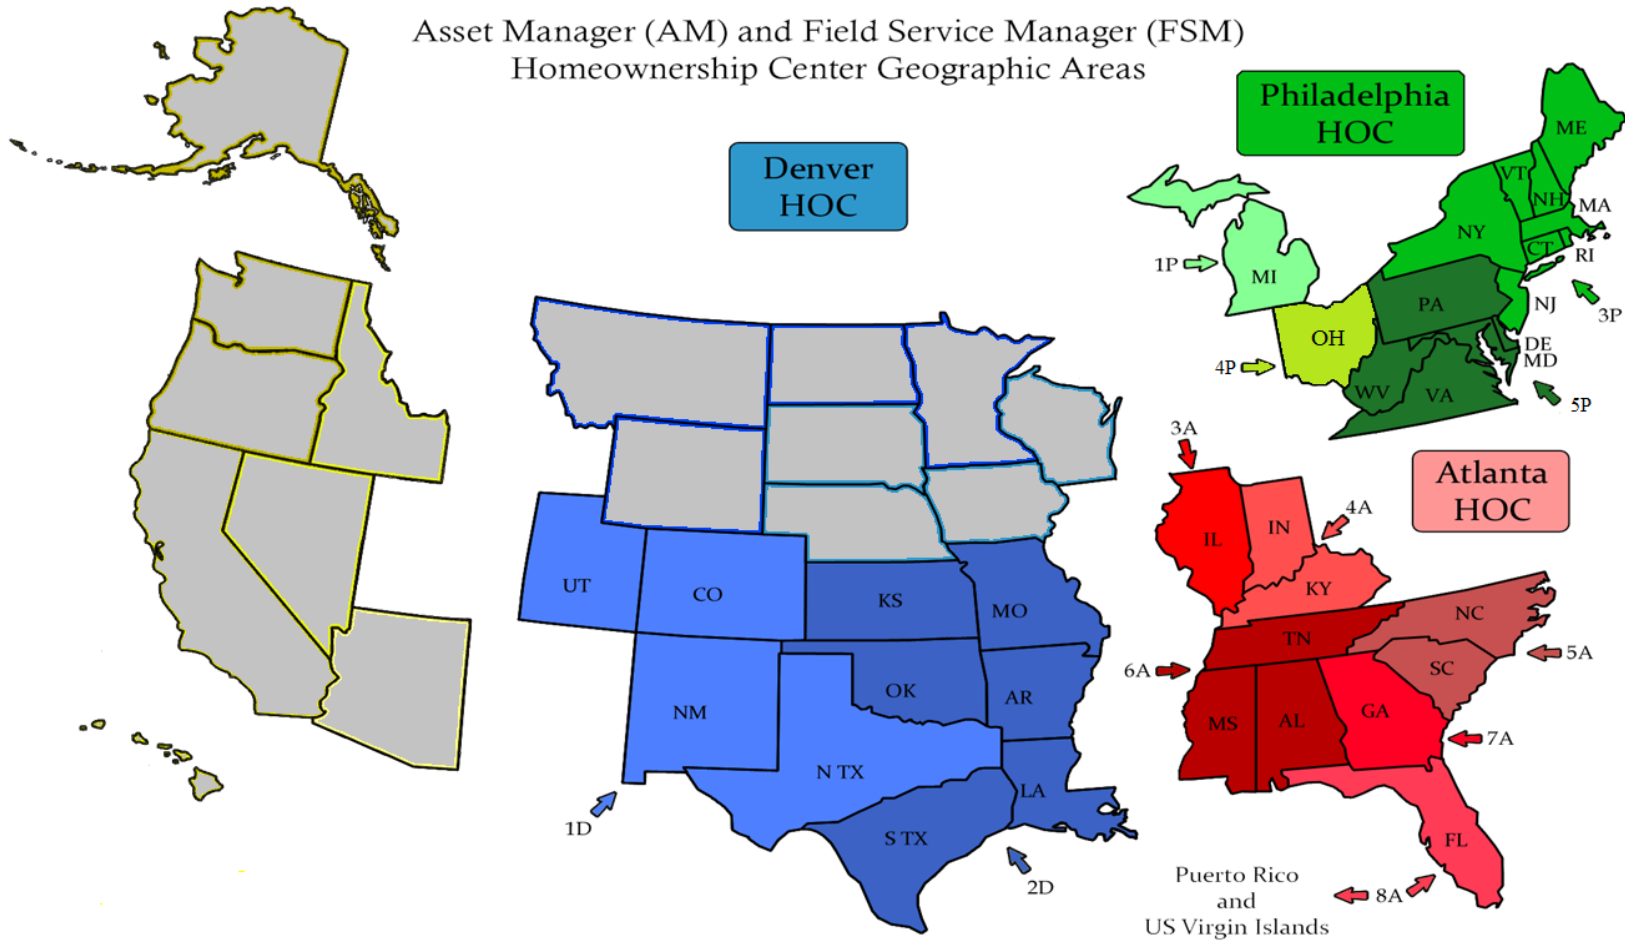 Asset Manager (AM) and Field Service Manager (FSM)
Homeownership Center Geographic Areas
Denver
HOC
UT
CO
KS
MO
NM
OK
AR
N TX
LA
S TX
1D
2D
Philadelphia
HOC
ME
VT
NH
MA
NY
CT
RI
1P
MI
PA
NJ
3P
OH
DE
MD
4P
WV
VA
5P
Atlanta
HOC
3A
IL
IN
4A
KY
NC
TN
5A
SC
6A
MS
AL
GA
7A
FL
Puerto Rico
and
US Virgin Islands
8A